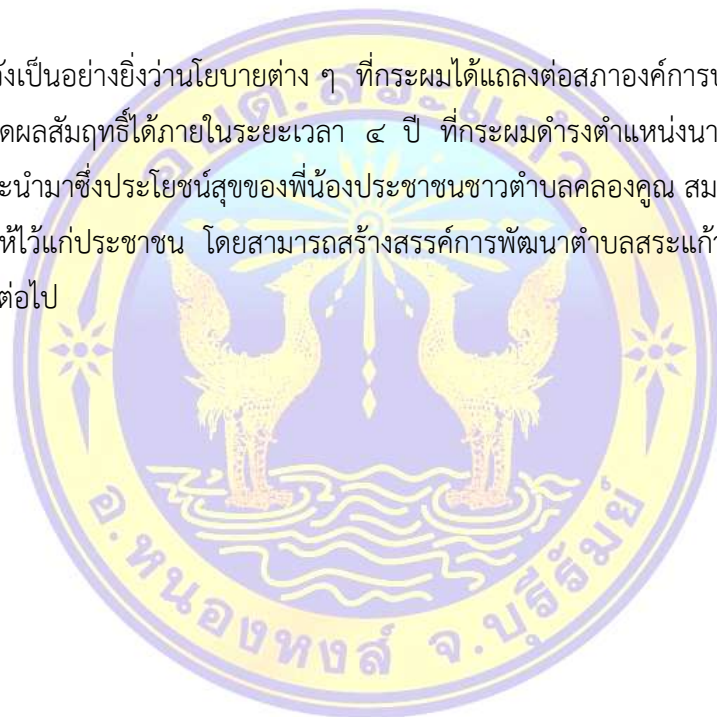 ังเป็นอย่างยิ่งว่านโยบายต่าง ๆ ที่กระผมได้แถลงต่อสภาองค์การบ
ดผลสัมฤทธิ์ได้ภายในระยะเวลา ๔ ปี ที่กระผมดำรงตำแหน่งนา
ะนำมาซึ่งประโยชน์สุขของพี่น้องประชาชนชาวตำบลคลองคูณ สม
ห้ไว้แก่ประชาชน โดยสามารถสร้างสรรค์การพัฒนาตำบลสระแก้ว
ต่อไป
อบต.สระแก้ว
อ.หนองหงส์ จ.บุรีรัมย์